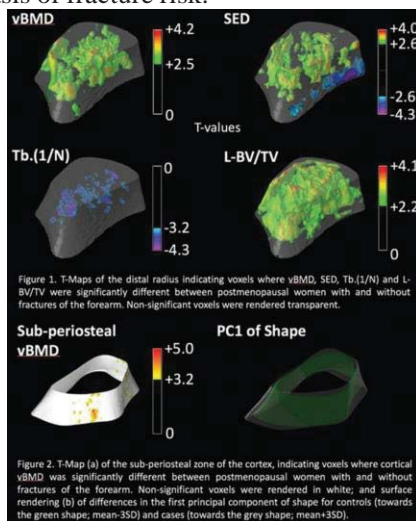 asis of fracture risk.
vBMD
SED
+4.2
+2.5
0
+4.0
+2.6
-2.6
-4.3
T-values
Tb.(1/N)
L-BV/TV
0
-3.2
-4.3
+4.1
+2.2
0
Figure 1. T-Maps of the distal radius indicating voxels where vBMD, SED, Tb.(1/N) and L-
BV/TV were significantly different between postmenopausal women with and without
fractures of the forearm. Non-significant voxels were rendered transparent.
Sub-periosteal
vBMD
PC1 of Shape
+5.0
+3.2
0
Figure 2. T-Map (a) of the sub-periosteal zone of the cortex, indicating voxels where cortical
vBMD was significantly different between postmenopausal women with and without
fractures of the forearm. Non-significant voxels were rendered in white; and surface
rendering (b) of differences in the first principal component of shape for controls (towards
the green shape; mean-3SD) and cases (towards the grey shape; mean+3SD).